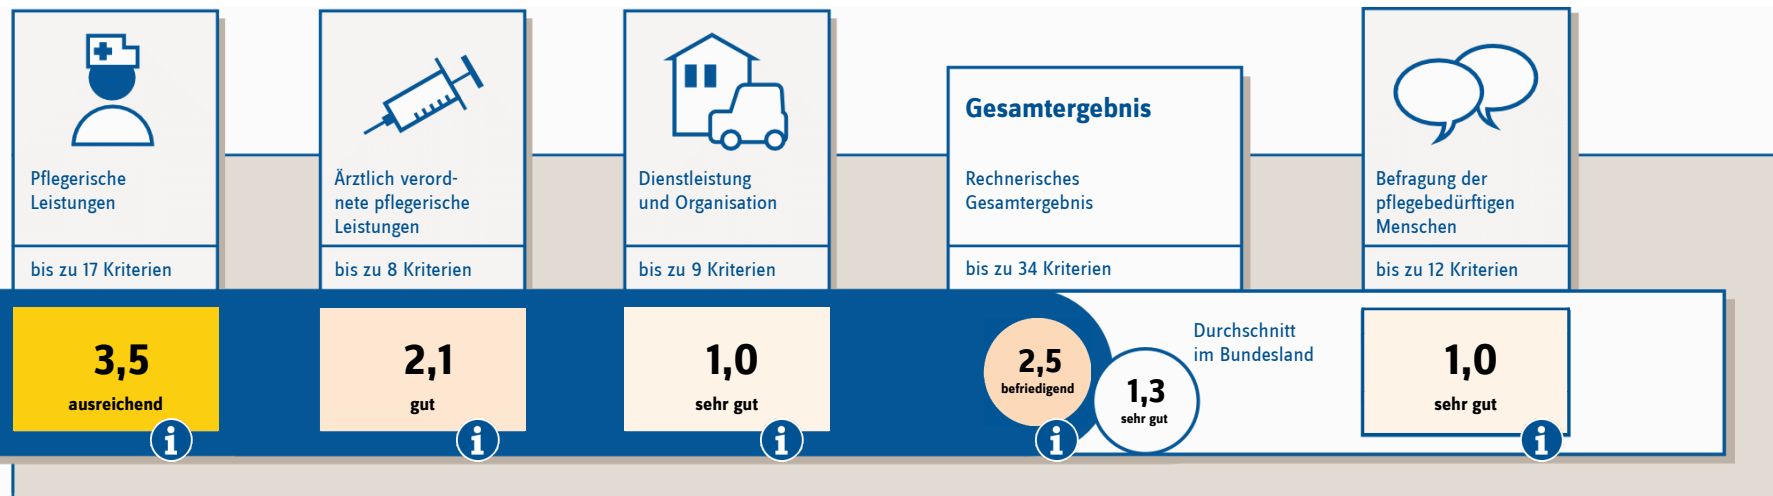 Pflegerische
Leistungen
bis zu 17 Kriterien
3,5
ausreichend
i
Ärztlich verord-
nete pflegerische
Leistungen
bis zu 8 Kriterien
2,1
gut
i
Dienstleistung
und Organisation
bis zu 9 Kriterien
1,0
sehr gut
i
Gesamtergebnis
Rechnerisches
Gesamtergebnis
bis zu 34 Kriterien
2,5
befriedigend
i
1,3
sehr gut
Durchschnitt
im Bundesland
Befragung der
pflegebedürftigen
Menschen
bis zu 12 Kriterien
1,0
sehr gut
i